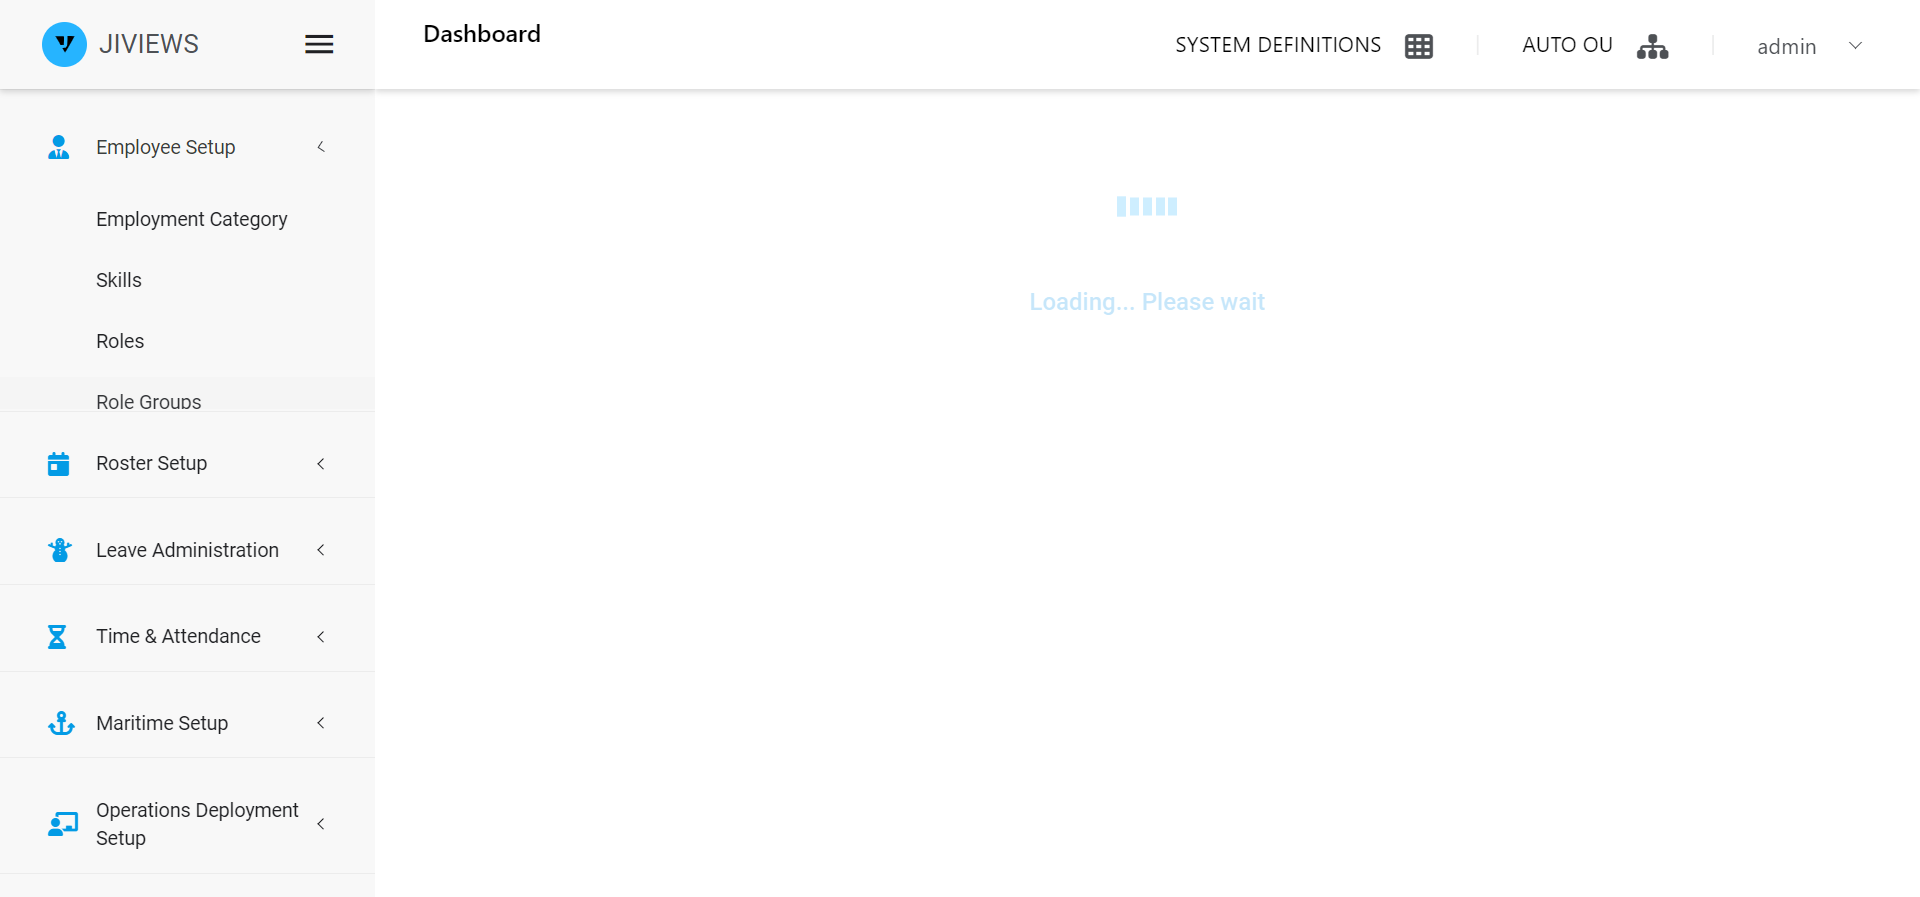 JIVIEWS
Dashboard
SYSTEM DEFINITIONS
AUTO OU
admin
Employee Setup
Employment Category
Skills
Roles
Role Groups
Roster Setup
Leave Administration
Time & Attendance
Maritime Setup
Operations Deployment
Setup
Loading... Please wait